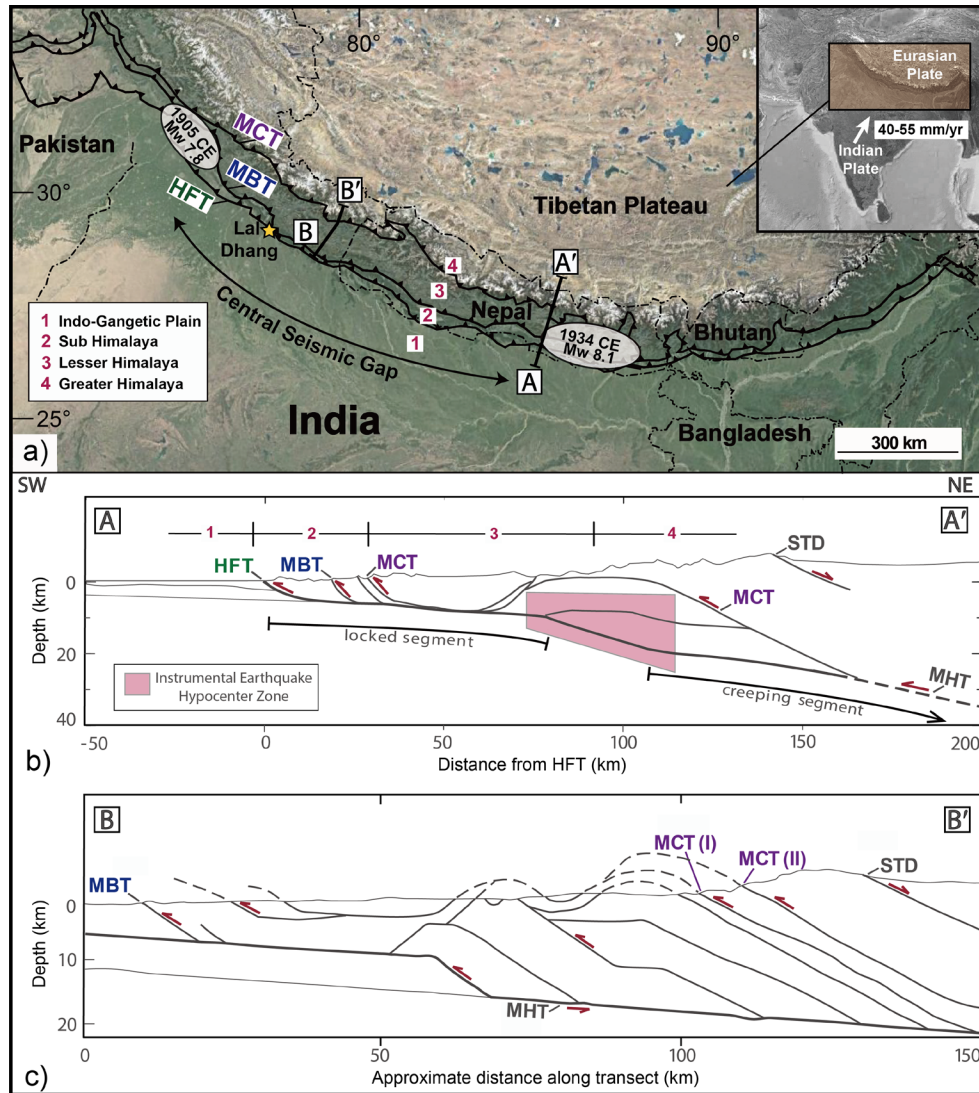 80°
90°
Eurasian
Plate
40-55 mm/yr
Indian
Plate
Pakistan
1905 CE
Mw 7.8
MCT
MBT
HFT
30°
B'
B
Lal
Dhang
Tibetan Plateau
A'
4
3
2
1
Nepal
1934 CE
Mw 8.1
Bhutan
Central Seismic Gap
A
1 Indo-Gangetic Plain
2 Sub Himalaya
3 Lesser Himalaya
4 Greater Himalaya
25°
India
Bangladesh
300 km
a)
SW
NE
A
A'
1
2
3
4
HFT
MBT
MCT
STD
MCT
0
20
20
40
Depth (km)
locked segment
Instrumental Earthquake
Hypocenter Zone
creeping segment
MHT
-50
0
50
100
150
200
Distance from HFT (km)
b)
B
B'
MBT
MCT (I)
MCT (II)
STD
0
10
20
Depth (km)
MHT
0
50
100
150
Approximate distance along transect (km)
c)